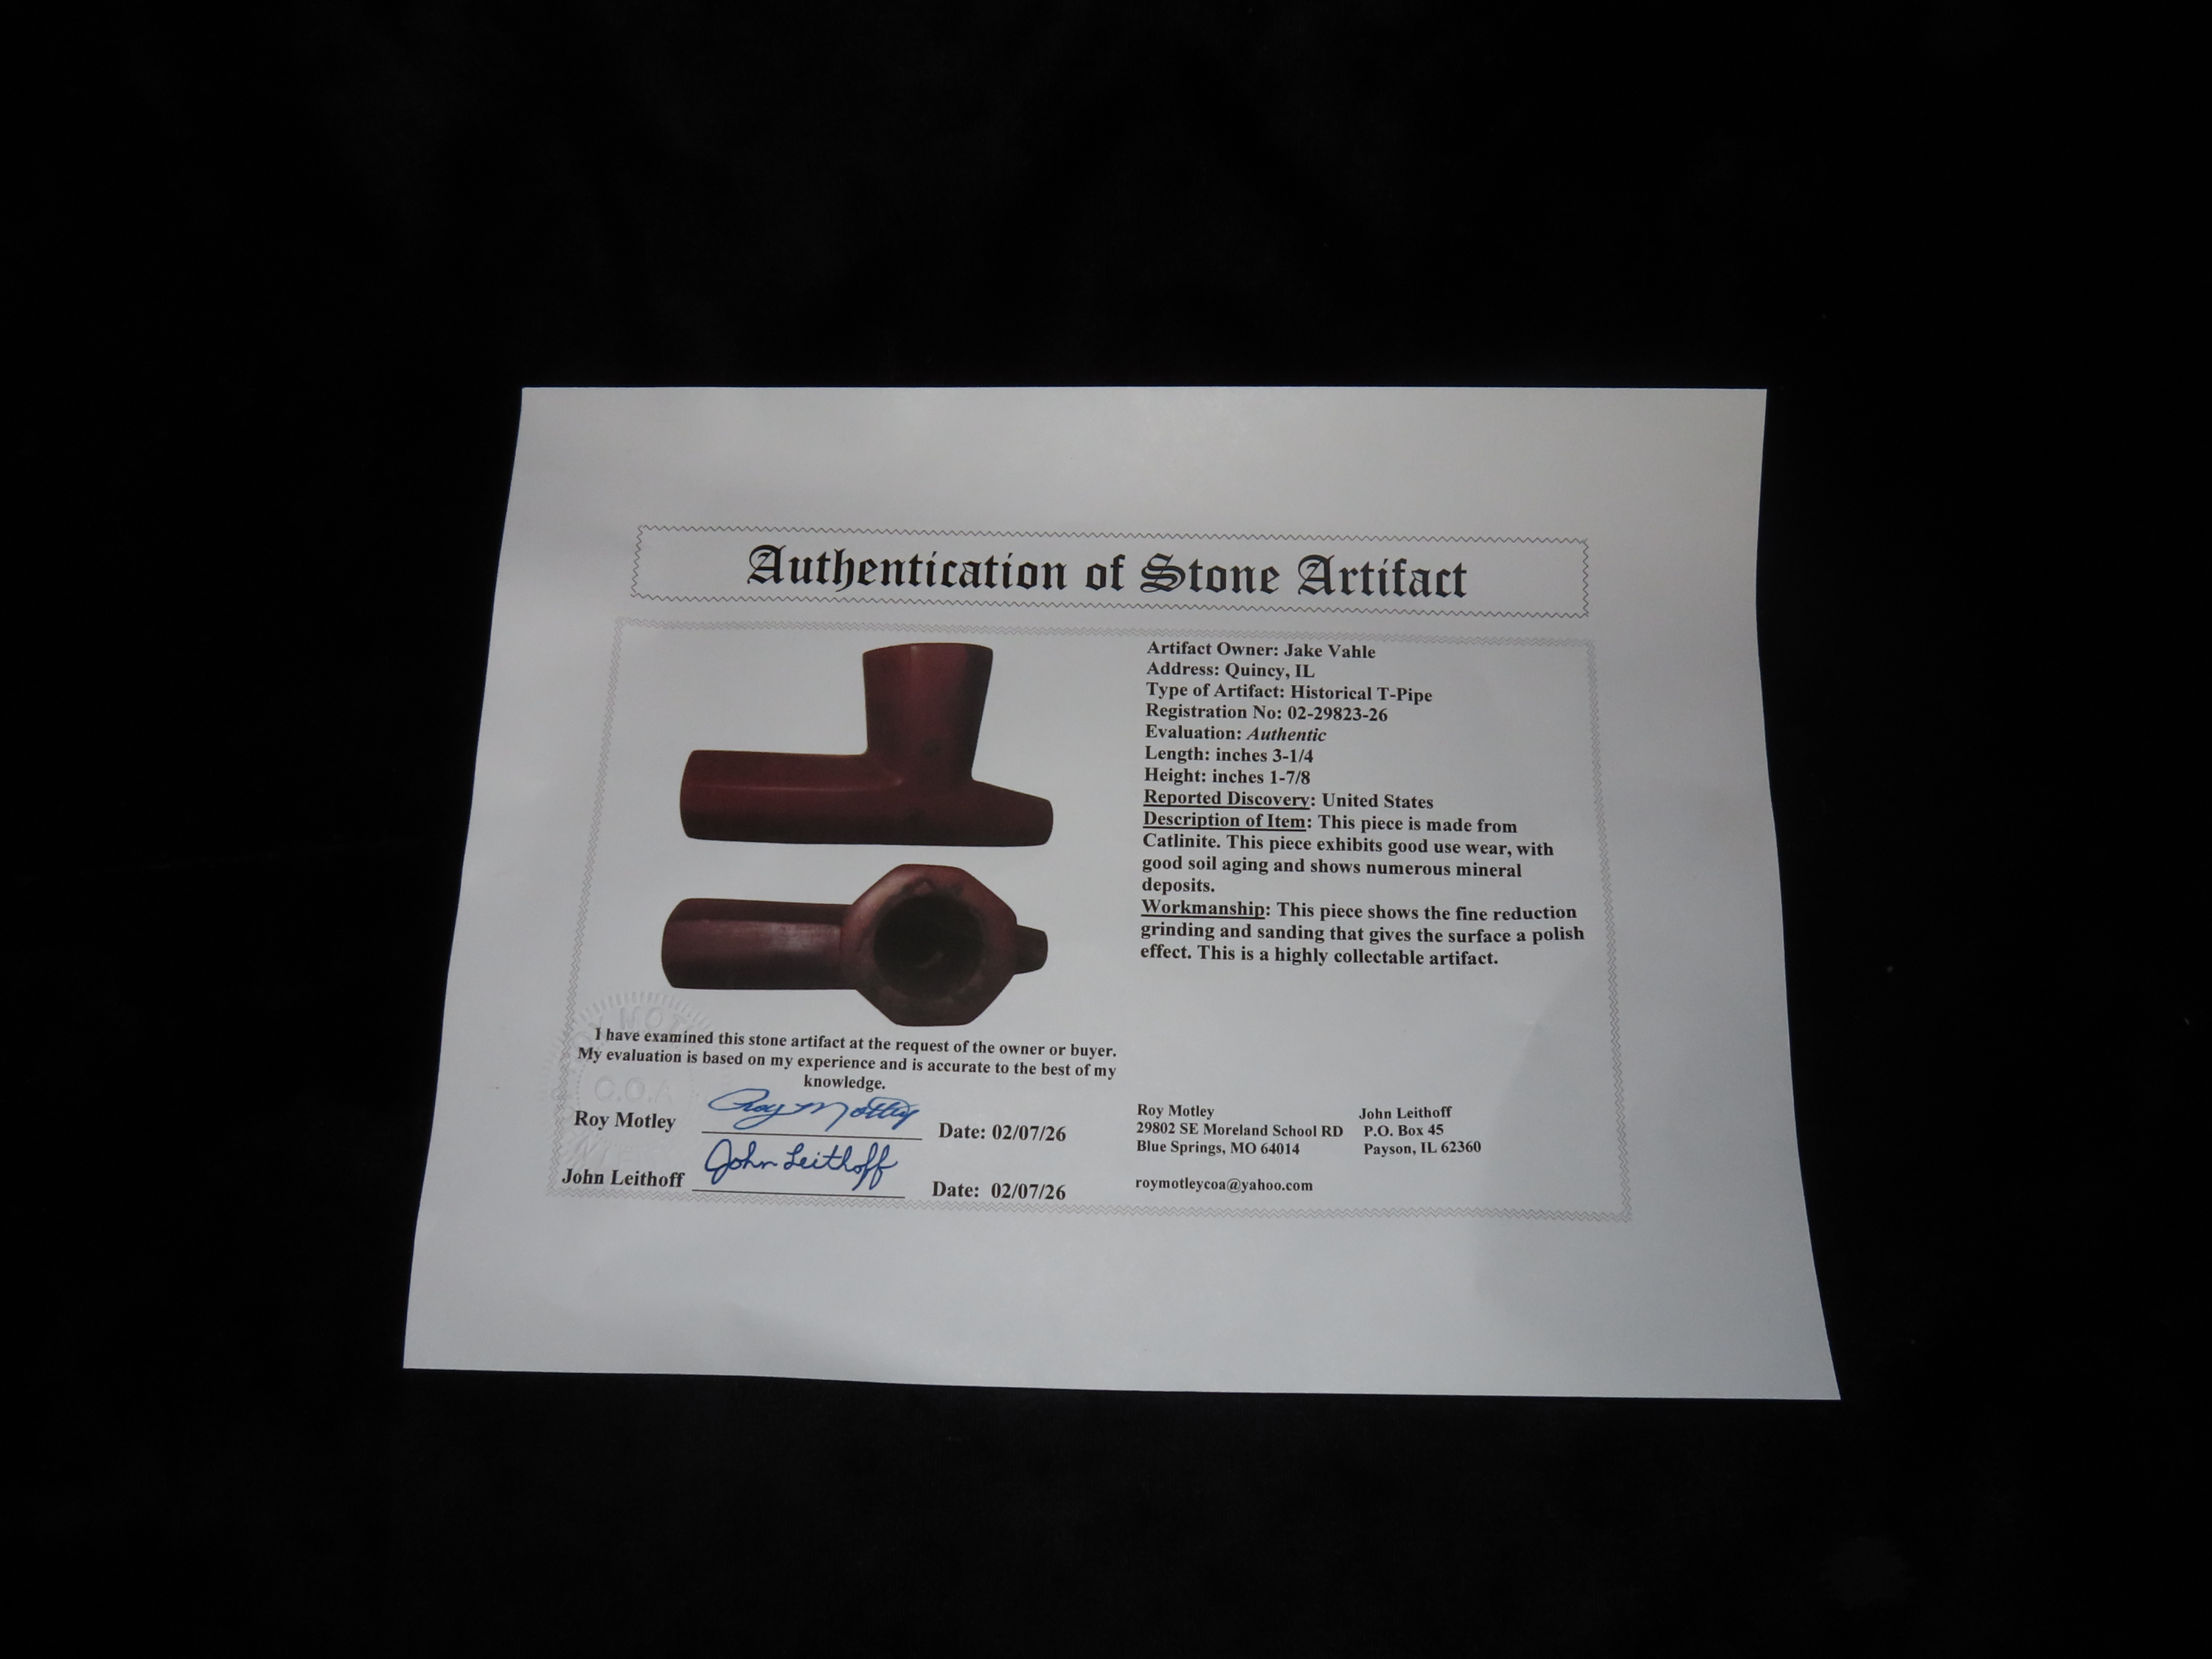 Authentication of Stone Artifact
Artifact Owner: Jake Vahle
Address: Quincy, IL
Type of Artifact: Historical T-Pipe
Registration No: 02-29823-26
Evaluation: Authentic
Length: inches 3-1/4
Height: inches 1-7/8
Reported Discovery: United States
Description of Item: This piece is made from
Catlinite. This piece exhibits good use wear, with
good soil aging and shows numerous mineral
deposits.
Workmanship: This piece shows the fine reduction
grinding and sanding that gives the surface a polish
effect. This is a highly collectable artifact.
I have examined this stone artifact at the request of the owner or buyer.
My evaluation is based on my experience and is accurate to the best of my
knowledge.
Roy Motley Roy Motley Date: 02/07/26
John Leithoff John Leithoff Date: 02/07/26
Roy Motley
29802 SE Moreland School RD
Blue Springs, MO 64014
roymotleycoa@yahoo.com
John Leithoff
P.O. Box 45
Payson, IL 62360